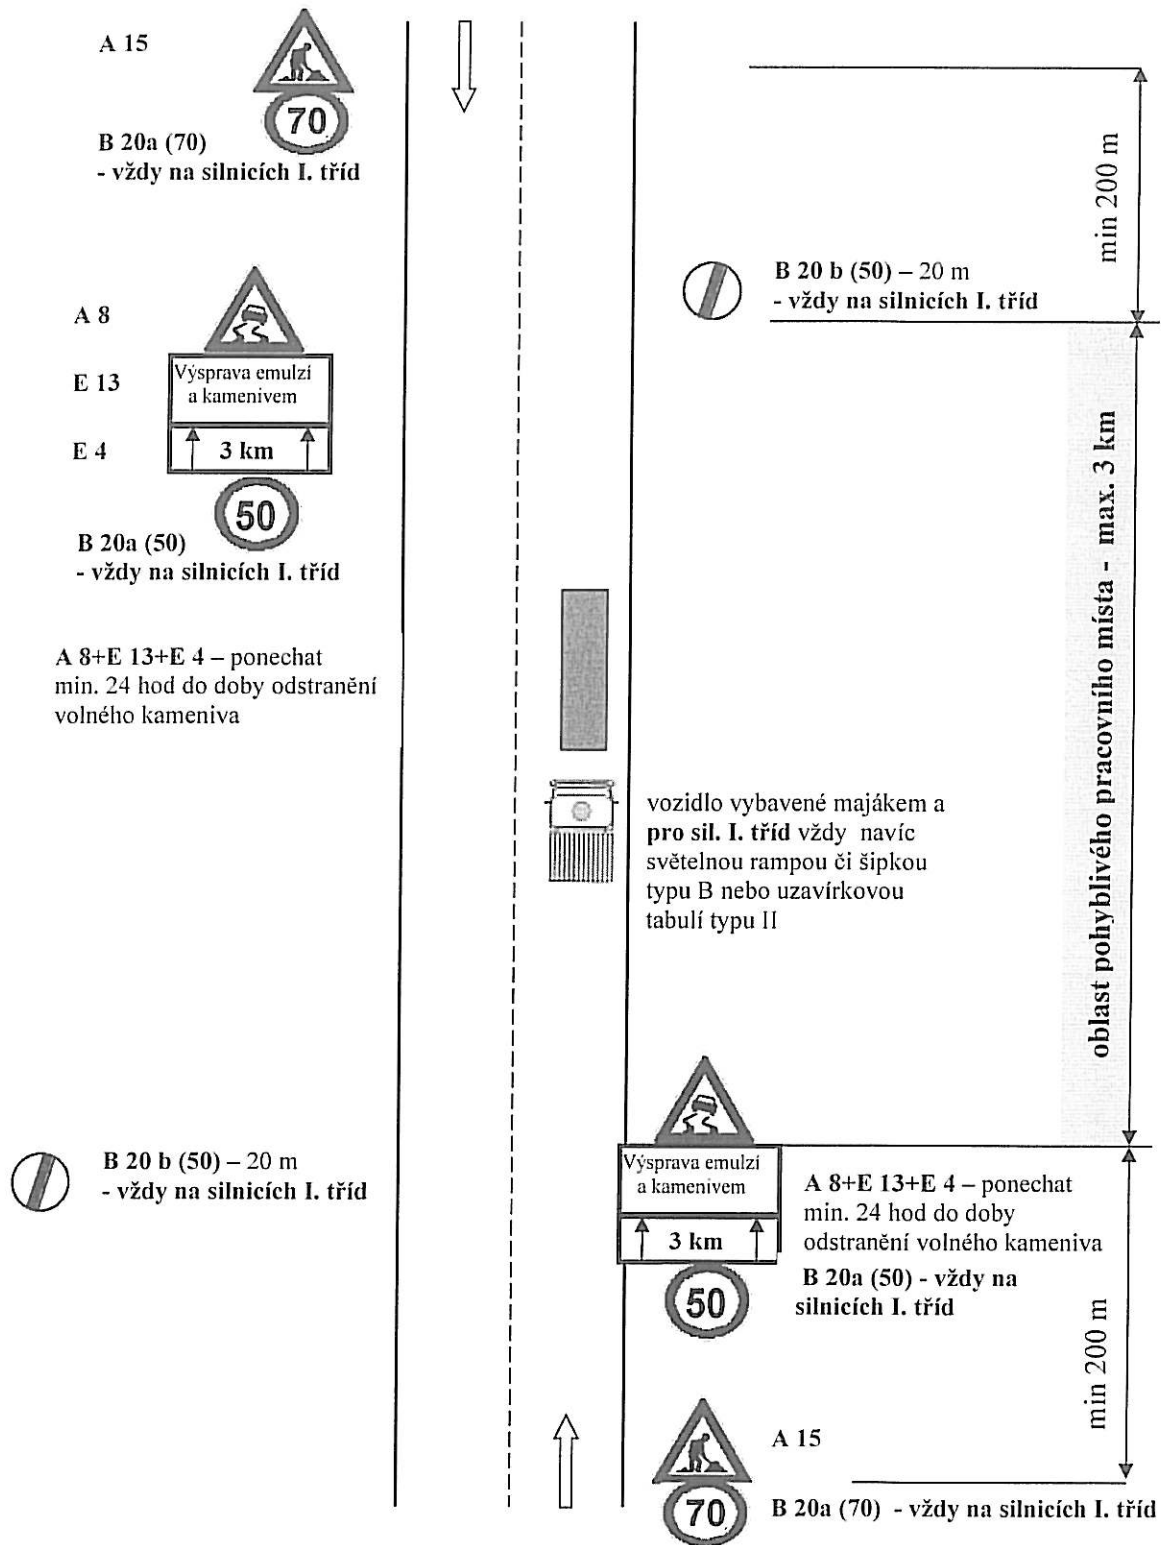 A 15
70
B 20a (70)
- vždy na silnicích I. tříd
min 200 m
B 20 b (50) – 20 m
- vždy na silnicích I. tříd
A 8
E 13
Výsprava emulzí
a kamenivem
E 4
3 km
50
B 20a (50)
- vždy na silnicích I. tříd
A 8+E 13+E 4 – ponechat
min. 24 hod do doby odstranění
volného kameniva
oblast pohyblivého pracovního místa - max. 3 km
vozidlo vybavené majákem a
pro sil. I. tříd vždy navíc
světelnou rampou či šipkou
typu B nebo uzavírkovou
tabulí typu II
B 20 b (50) – 20 m
- vždy na silnicích I. tříd
Výsprava emulzí
a kamenivem
3 km
50
A 8+E 13+E 4 – ponechat
min. 24 hod do doby
odstranění volného kameniva
B 20a (50) - vždy na
silnicích I. tříd
min 200 m
A 15
70
B 20a (70) - vždy na silnicích I. tříd